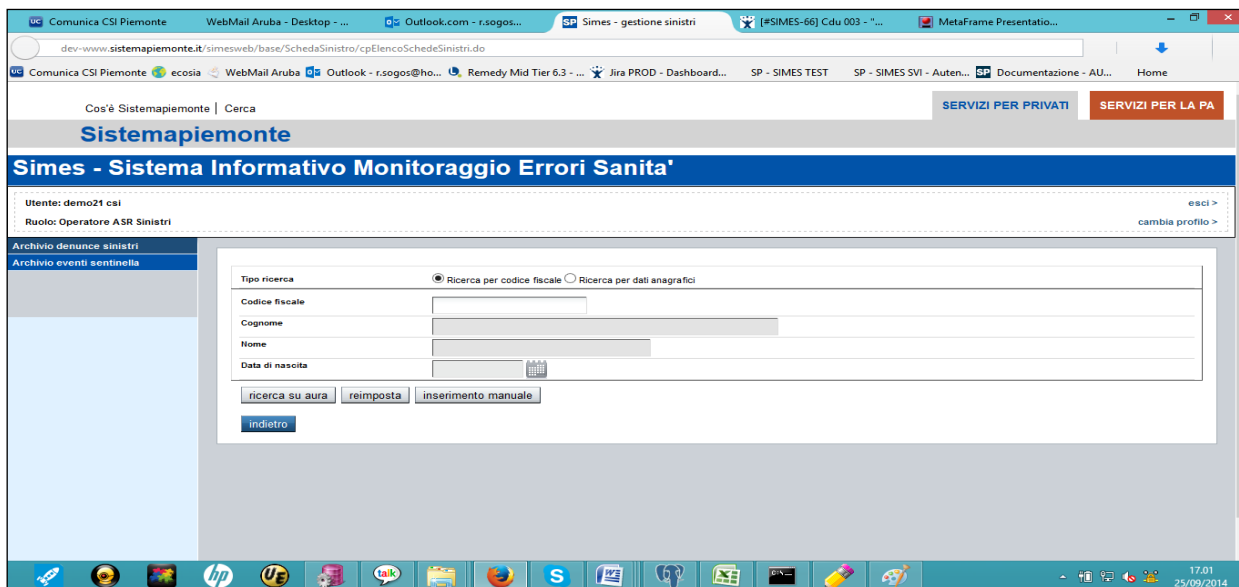 Comunica CSI Piemonte WebMail Aruba - Desktop - ... Outlook.com - r.sogos... SP Simes - gestione sinistri [#SIMES-66] Cdu 003 - "... MetaFrame Presentatio...
dev-www.sistemapiemonte.it/simesweb/base/SchedaSinistro/cpElencoSchedeSinistri.do
UC Comunica CSI Piemonte ecosia WebMail Aruba Outlook - r.sogos@ho... Remedy Mid Tier 6.3 - ... Jira PROD - Dashboard... SP - SIMES TEST SP - SIMES SVI - Auten... SP Documentazione - AU... Home
Cos'è Sistemapiemonte | Cerca SERVIZI PER PRIVATI SERVIZI PER LA PA
Sistemapiemonte
Simes - Sistema Informativo Monitoraggio Errori Sanita'
Utente: demo21 csi esci >
Ruolo: Operatore ASR Sinistri cambia profilo >
Archivio denunce sinistri
Archivio eventi sentinella
Tipo ricerca Ricerca per codice fiscale Ricerca per dati anagrafici
Codice fiscale
Cognome
Nome
Data di nascita
ricerca su aura reimposta inserimento manuale
indietro
hp UE talk S W X
17.01
25/09/2014